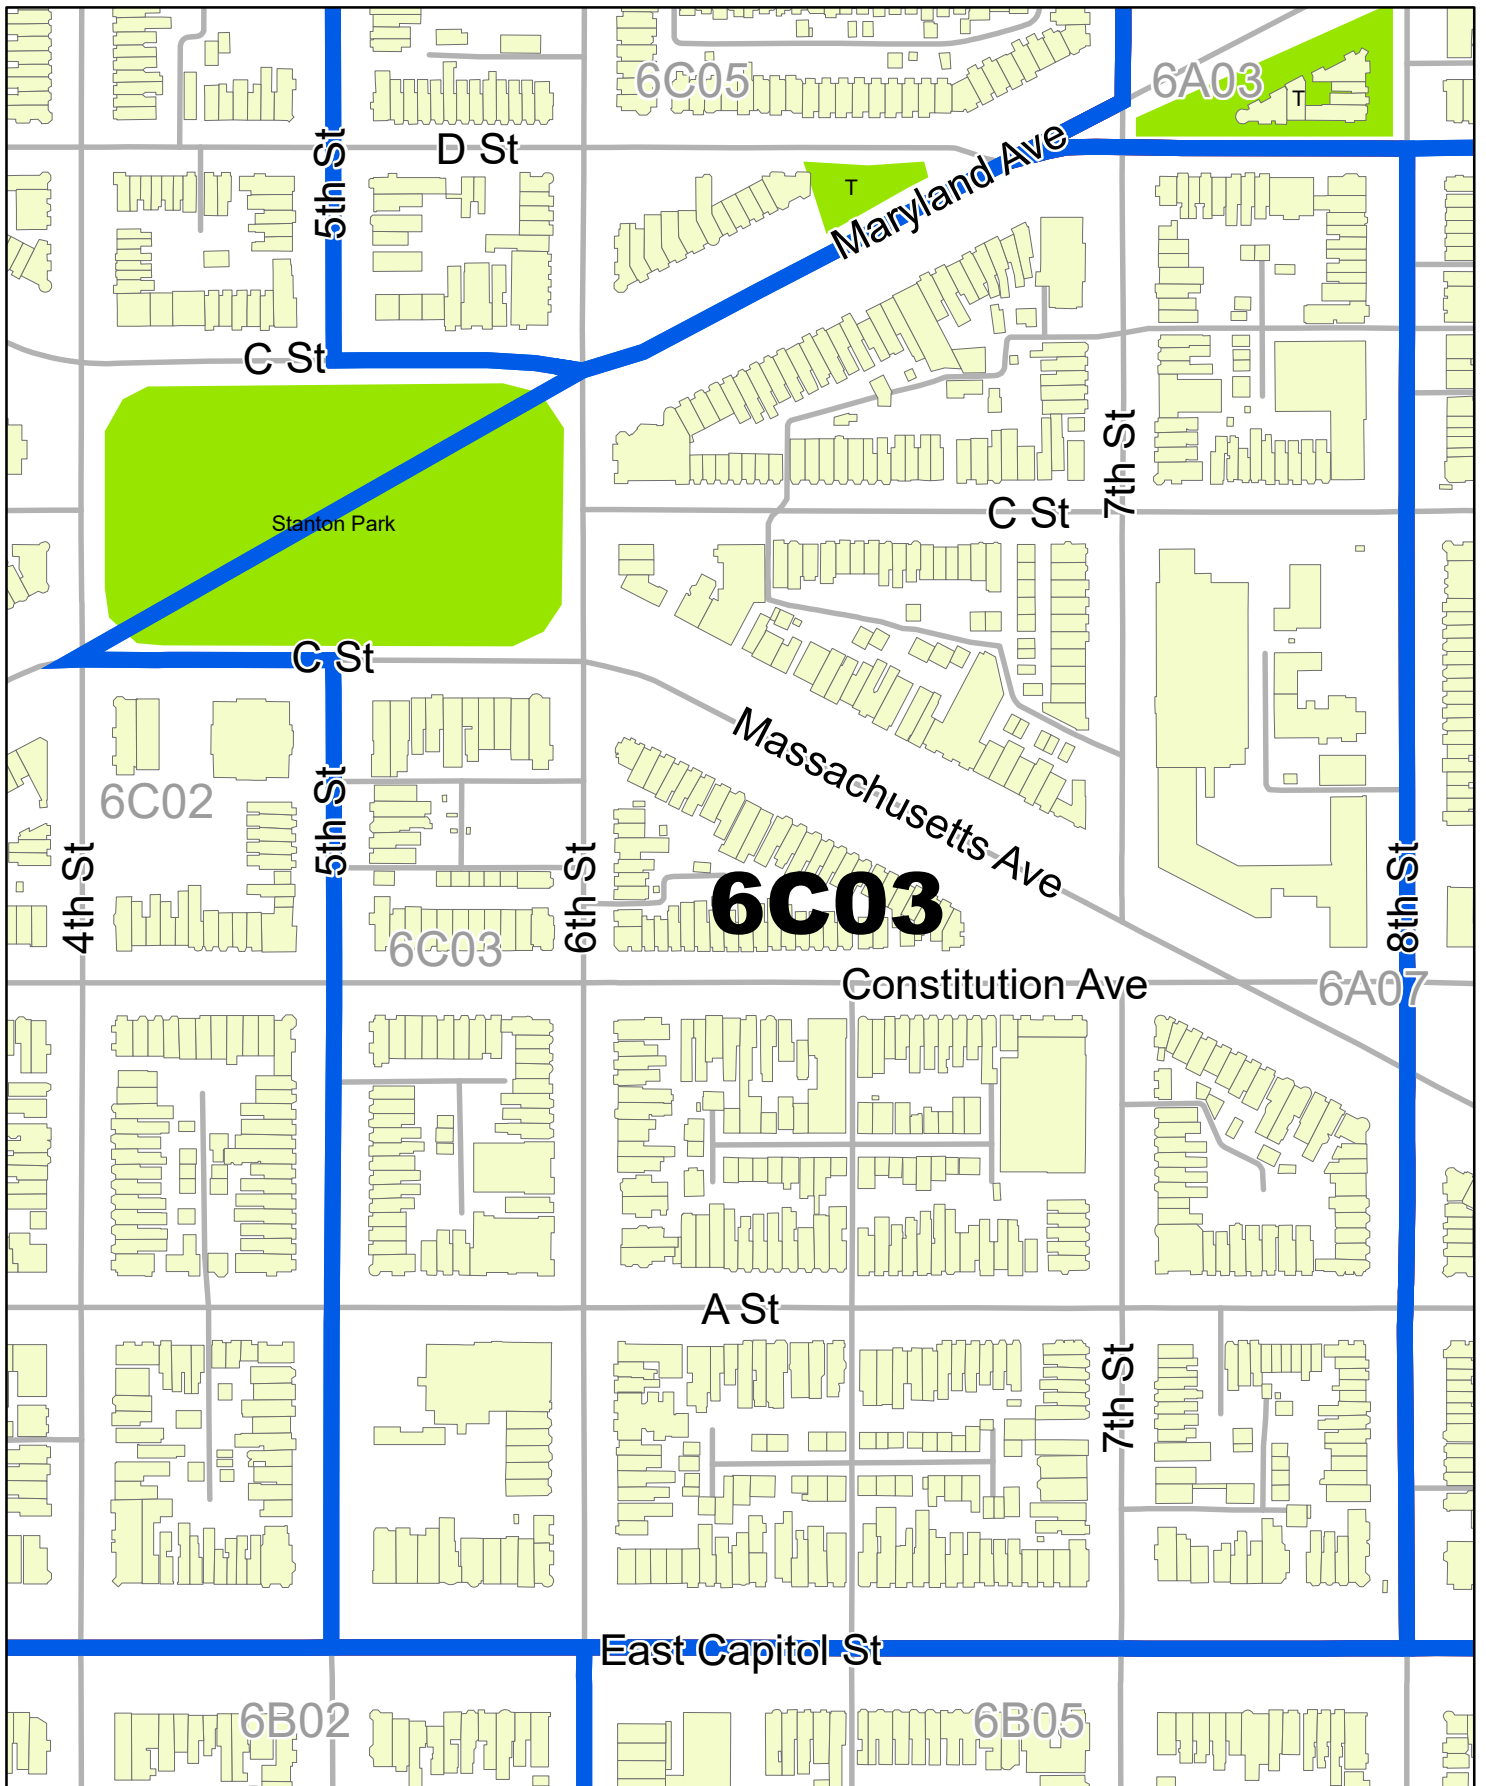 6C05
6A03
T
5th St
D St
Maryland Ave
T
C St
7th St
Stanton Park
C St
C St
Massachusetts Ave
6C02
5th St
4th St
6th St
6C03
8th St
6C03
Constitution Ave
6A07
A St
7th St
East Capitol St
6B02
6B05